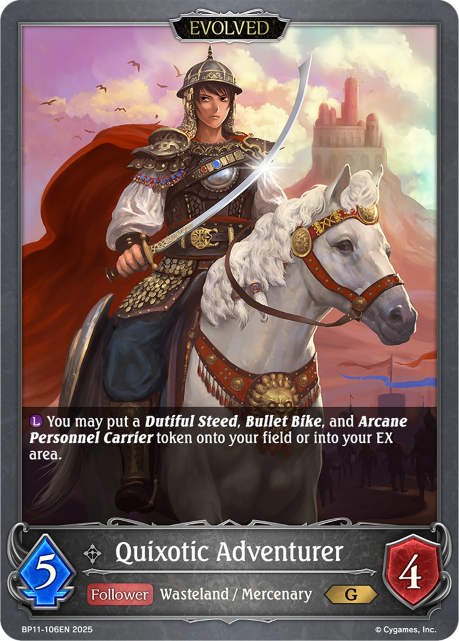 EVOLVED
L You may put a Dutiful Steed, Bullet Bike, and Arcane
Personnel Carrier token onto your field or into your EX
area.
5
Quixotic Adventurer
4
Follower Wasteland / Mercenary G
BP11-106EN 2025
© Cygames, Inc.